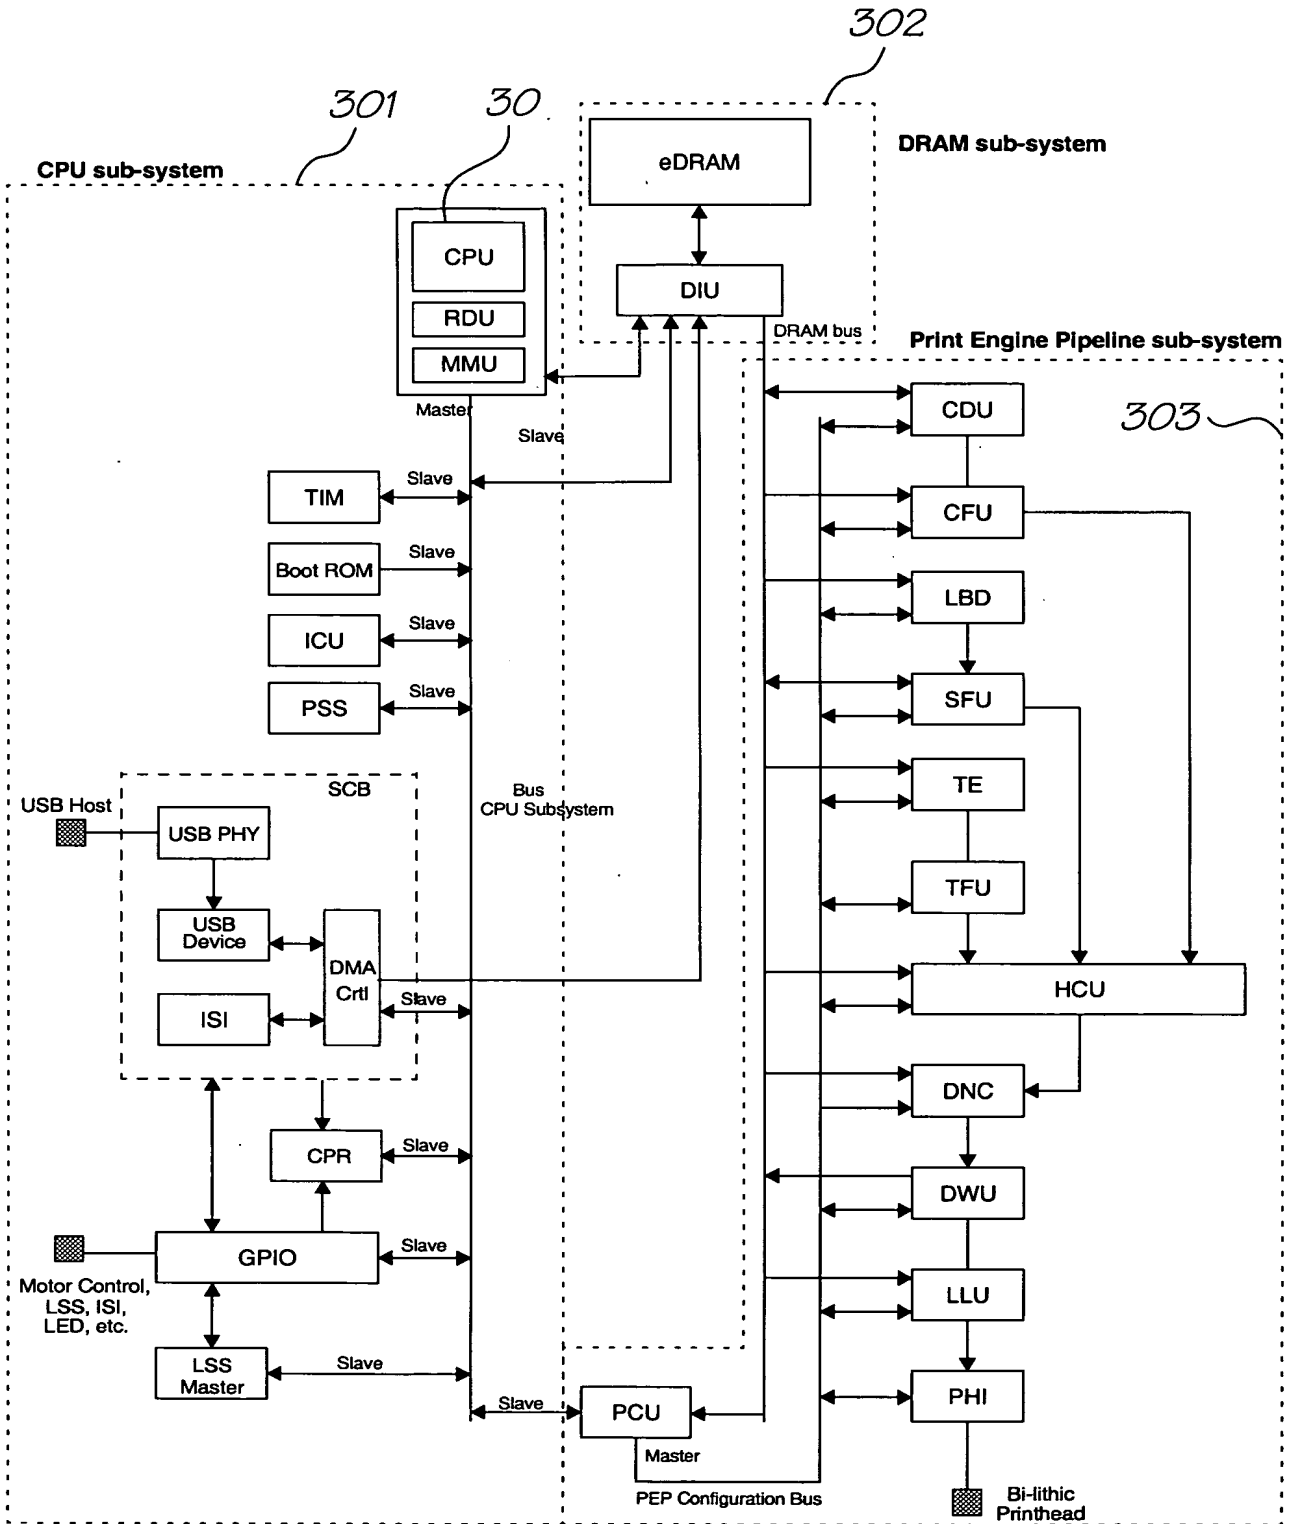 302
301
30
DRAM sub-system
CPU sub-system
eDRAM
CPU
RDU
MMU
DIU
DRAM bus
Print Engine Pipeline sub-system
303
Master
Slave
TIM
Slave
Boot ROM
Slave
ICU
Slave
PSS
Slave
SCB
USB Host
USB PHY
USB
Device
DMA
Crtl
ISI
Slave
Bus
CPU Subsystem
CPR
Slave
GPIO
Slave
Motor Control,
LSS, ISI,
LED, etc.
LSS
Master
Slave
Slave
PCU
Master
PEP Configuration Bus
CDU
CFU
LBD
SFU
TE
TFU
HCU
DNC
DWU
LLU
PHI
Bi-lithic
Printhead